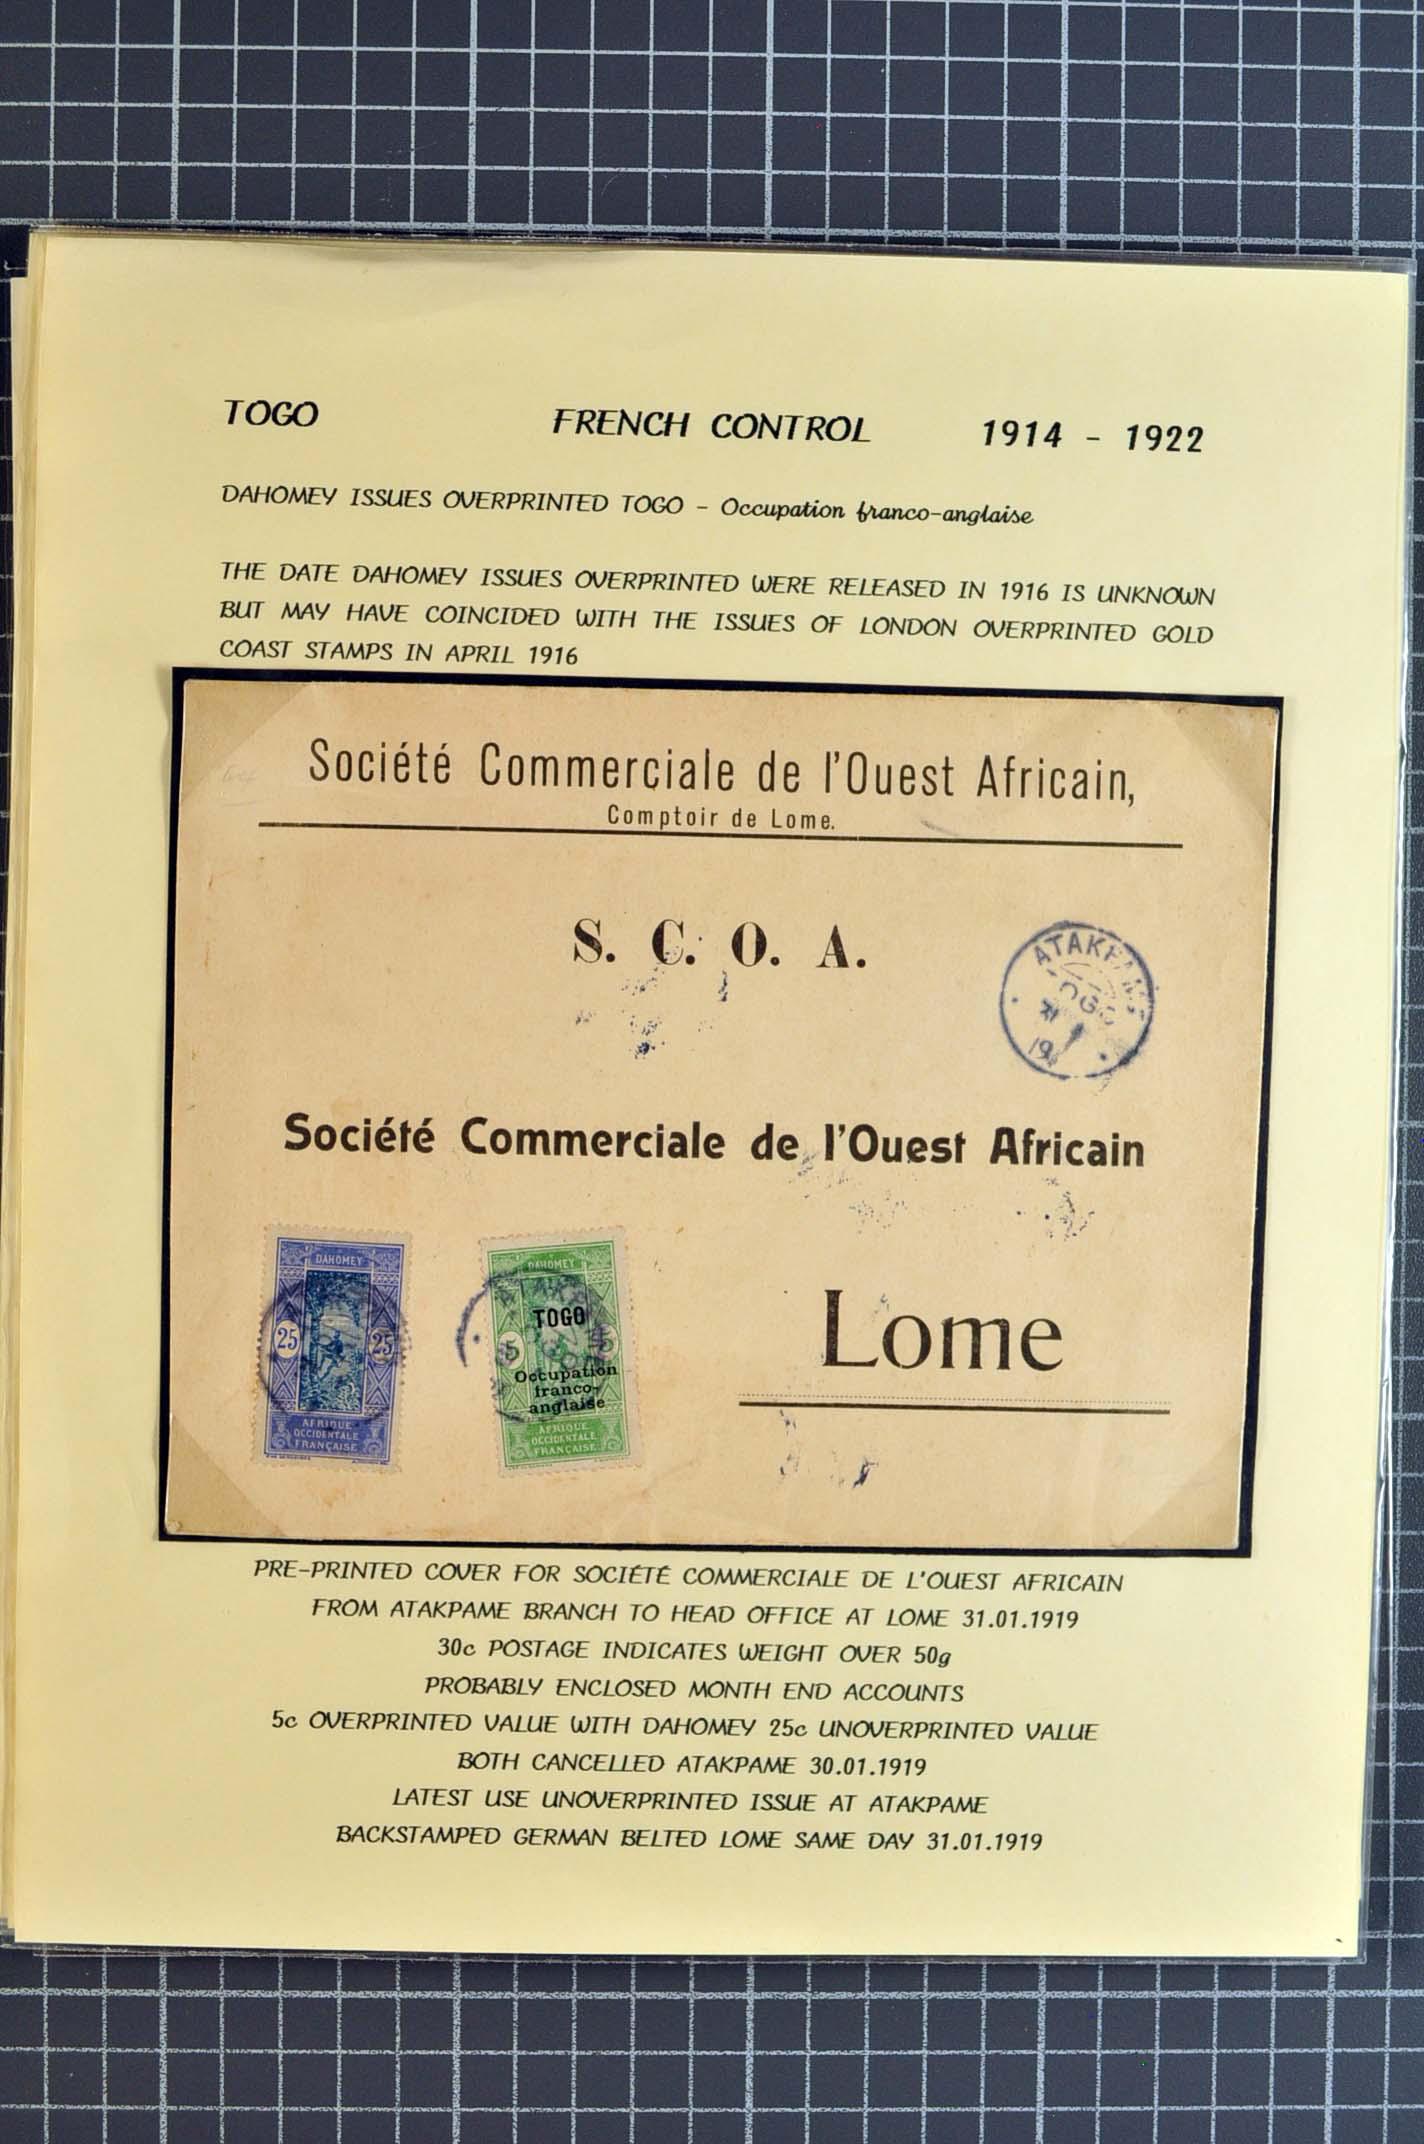 TOGO FRENCH CONTROL 1914 - 1922
DAHOMEY ISSUES OVERPRINTED TOGO - Occupation franco-anglaise
THE DATE DAHOMEY ISSUES OVERPRINTED WERE RELEASED IN 1916 IS UNKNOWN
BUT MAY HAVE COINCIDED WITH THE ISSUES OF LONDON OVERPRINTED GOLD
COAST STAMPS IN APRIL 1916
Société Commerciale de l'Ouest Africain,
Comptoir de Lome.
S. C. O. A.
Société Commerciale de l'Ouest Africain
DAHOMEY
25 25
AFRIQUE
OCCIDENTALE
FRANÇAISE
DAHOMEY
TOGO
5 5
Occupation
franco-
anglaise
AFRIQUE
OCCIDENTALE
FRANÇAISE
Lome
PRE-PRINTED COVER FOR SOCIÉTÉ COMMERCIALE DE L'OUEST AFRICAIN
FROM ATAKPAME BRANCH TO HEAD OFFICE AT LOME 31.01.1919
30c POSTAGE INDICATES WEIGHT OVER 50g
PROBABLY ENCLOSED MONTH END ACCOUNTS
5c OVERPRINTED VALUE WITH DAHOMEY 25c UNOVERPRINTED VALUE
BOTH CANCELLED ATAKPAME 30.01.1919
LATEST USE UNOVERPRINTED ISSUE AT ATAKPAME
BACKSTAMPED GERMAN BELTED LOME SAME DAY 31.01.1919